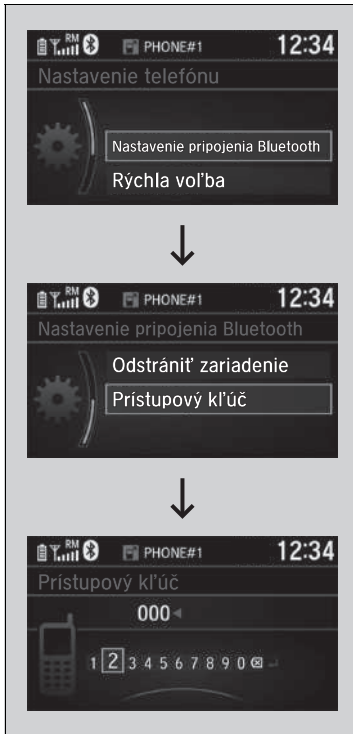 RM PHONE#1 12:34
Nastavenie telefónu
Nastavenie pripojenia Bluetooth
Rýchla voľba
RM PHONE#1 12:34
Nastavenie pripojenia Bluetooth
Odstrániť zariadenie
Prístupový kľúč
RM PHONE#1 12:34
Prístupový kľúč
000
1 2 3 4 5 6 7 8 9 0